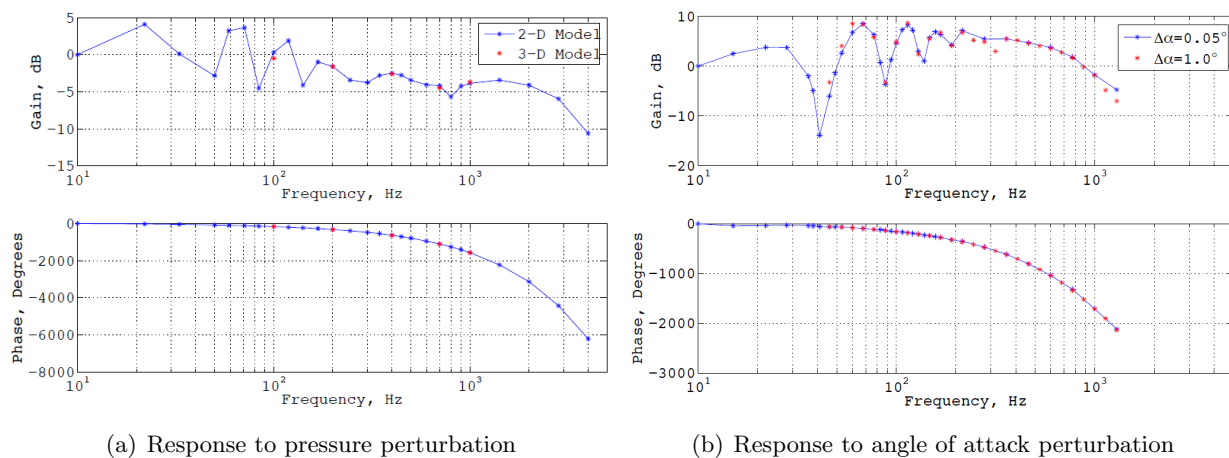 5
0
−5
−10
−15
Gain, dB
2-D Model
3-D Model
10^1
10^2
10^3
Frequency, Hz
0
−2000
−4000
−6000
−8000
Phase, Degrees
10^1
10^2
10^3
Frequency, Hz
(a) Response to pressure perturbation
10
0
−10
−20
Gain, dB
Δα=0.05°
Δα=1.0°
10^1
10^2
10^3
Frequency, Hz
0
−1000
−2000
−3000
Phase, Degrees
10^1
10^2
10^3
Frequency, Hz
(b) Response to angle of attack perturbation